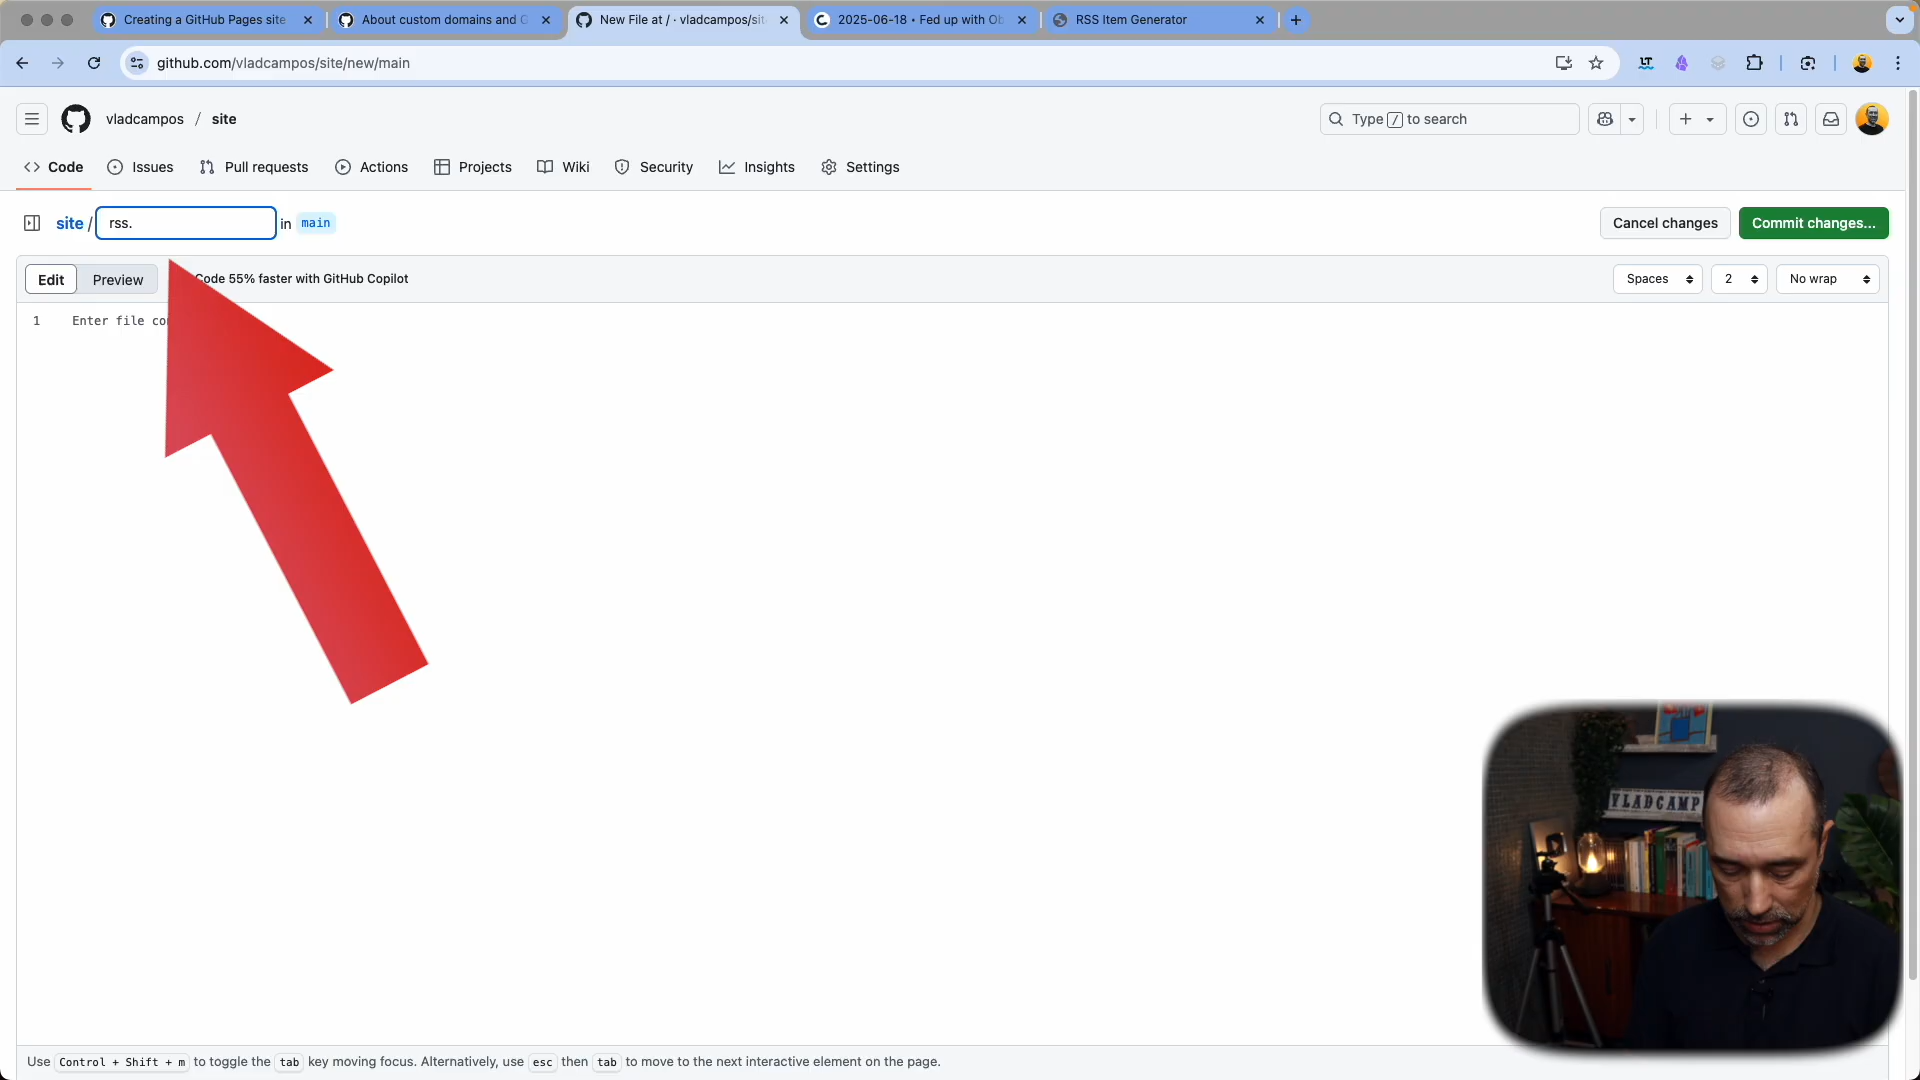 Creating a GitHub Pages site
About custom domains and G
New File at / · vladcampos/sit
2025-06-18 • Fed up with Ob
RSS Item Generator
github.com/vladcampos/site/new/main
vladcampos / site
Type / to search
Code
Issues
Pull requests
Actions
Projects
Wiki
Security
Insights
Settings
site / rss. in main
Cancel changes
Commit changes...
Edit
Preview
Code 55% faster with GitHub Copilot
Spaces
2
No wrap
1 Enter file co
VLADCAMP
Use Control + Shift + m to toggle the tab key moving focus. Alternatively, use esc then tab to move to the next interactive element on the page.